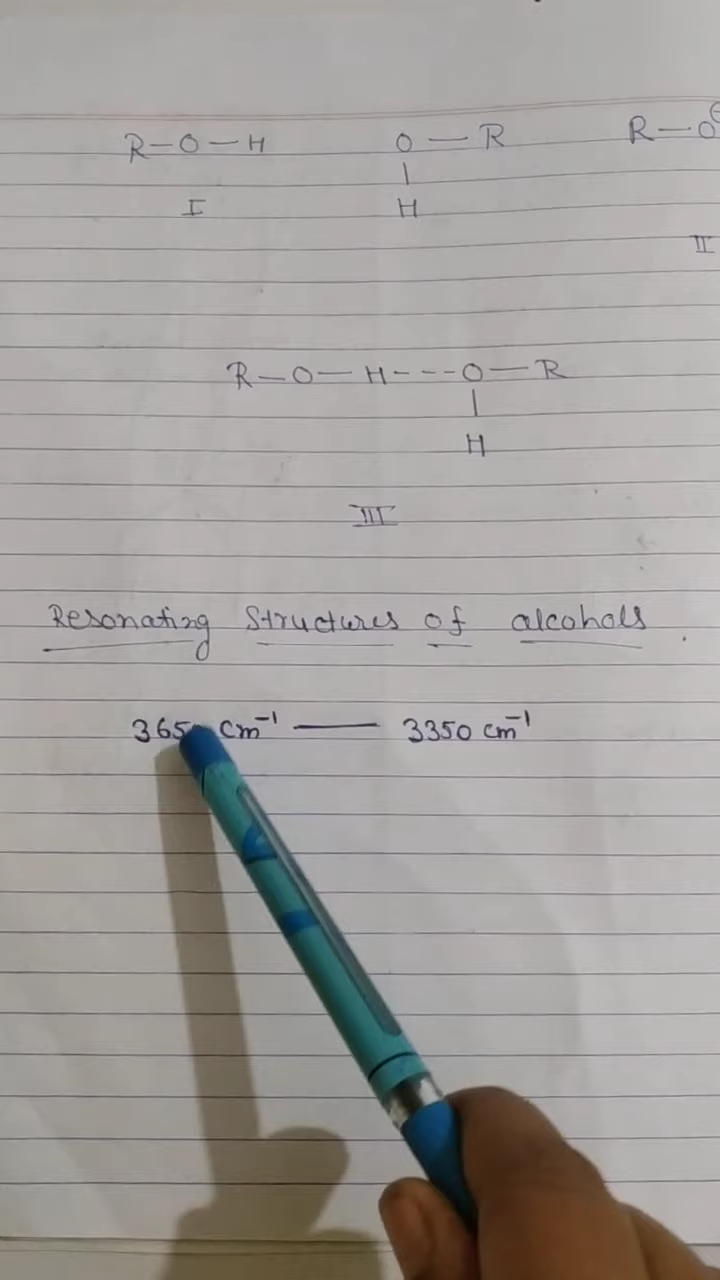 R-O-H O-R R-O⊖
|
I H
II
R-O-H---O-R
|
H
III
Resonating Structures of alcohols.
cm⁻¹ — 3350 cm⁻¹